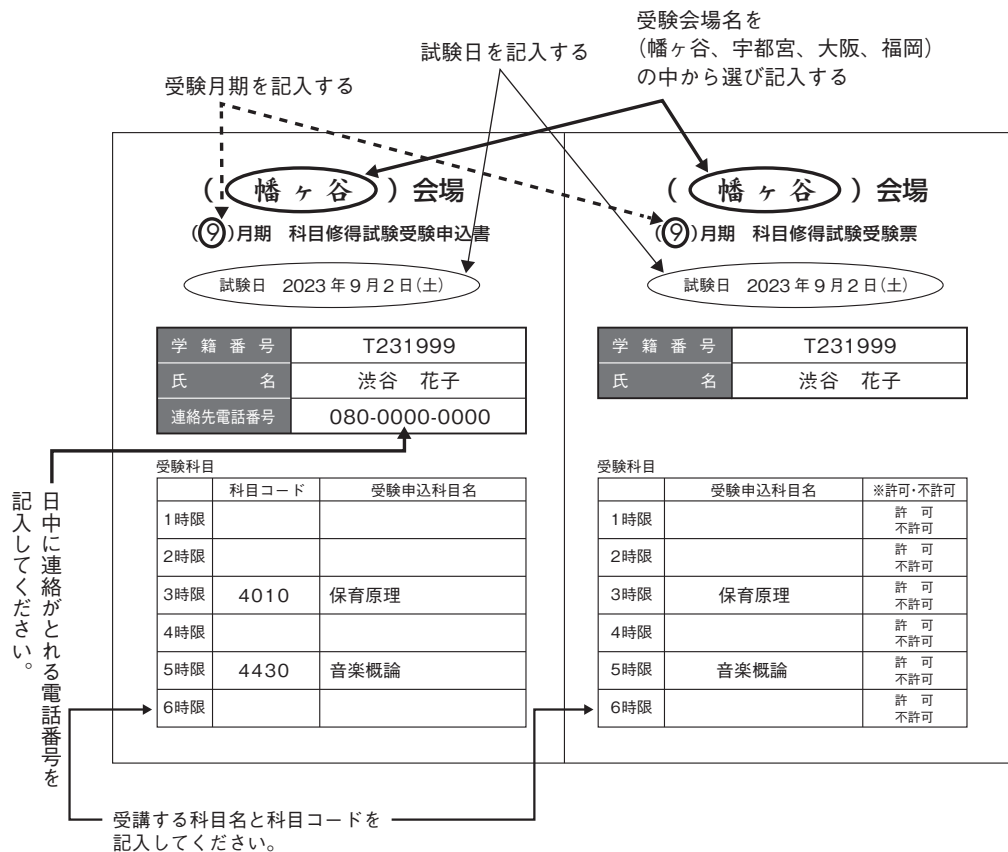 受験会場名を
(幡ヶ谷、宇都宮、大阪、福岡)
の中から選び記入する
試験日を記入する
受験月期を記入する
(幡ヶ谷)会場
(9)月期 科目修得試験受験申込書
試験日 2023年9月2日(土)
学籍番号 T231999
氏名 渋谷 花子
連絡先電話番号 080-0000-0000
受験科目
科目コード 受験申込科目名
1時限
2時限
3時限 4010 保育原理
4時限
5時限 4430 音楽概論
6時限
(幡ヶ谷)会場
(9)月期 科目修得試験受験票
試験日 2023年9月2日(土)
学籍番号 T231999
氏名 渋谷 花子
受験科目
受験申込科目名 ※許可・不許可
1時限 許可
不許可
2時限 許可
不許可
3時限 保育原理 許可
不許可
4時限 許可
不許可
5時限 音楽概論 許可
不許可
6時限 許可
不許可
日中に連絡がとれる電話番号を
記入してください。
受講する科目名と科目コードを
記入してください。